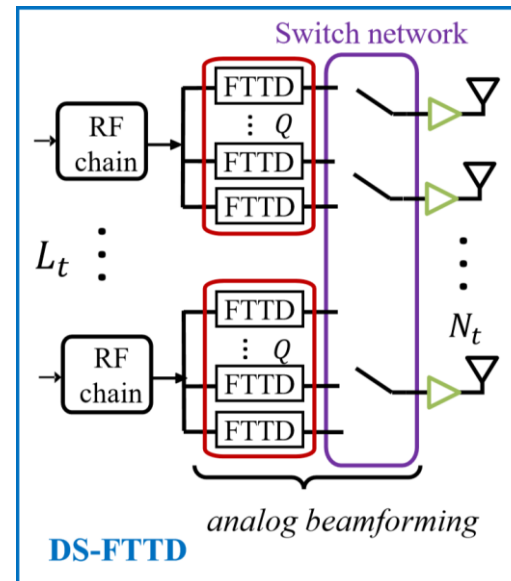 Switch network
FTTD
⋮ Q
RF
chain
FTTD
FTTD
L_t ⋮
⋮
N_t
FTTD
⋮ Q
RF
chain
FTTD
FTTD
analog beamforming
DS-FTTD